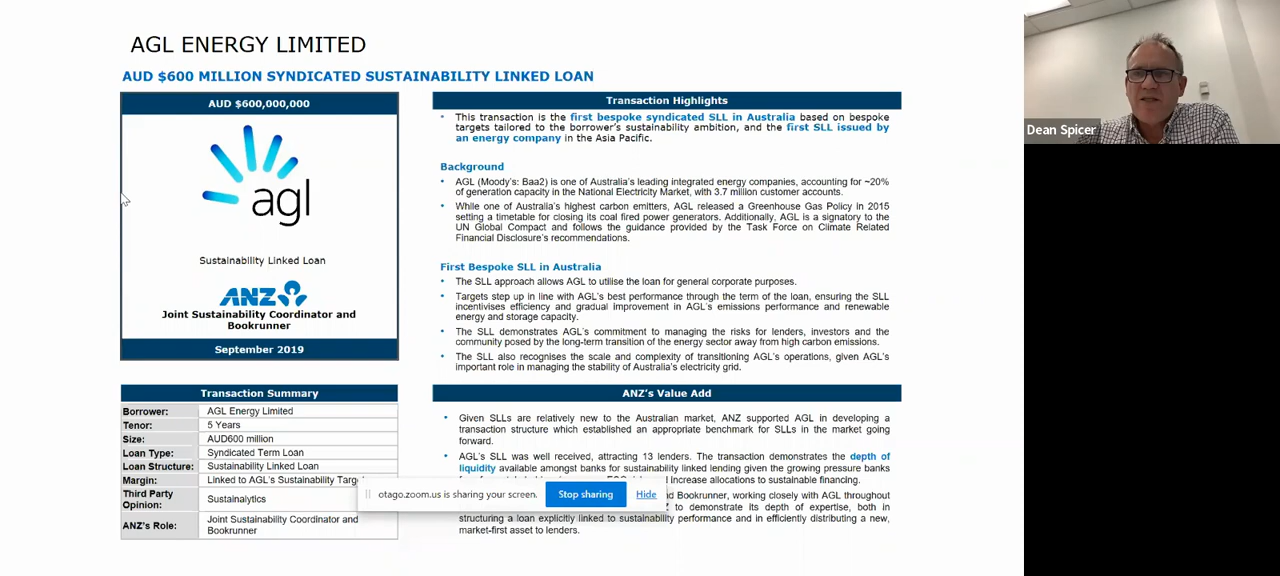 AGL ENERGY LIMITED
AUD $600 MILLION SYNDICATED SUSTAINABILITY LINKED LOAN
AUD $600,000,000
agl
Sustainability Linked Loan
ANZ
Joint Sustainability Coordinator and
Bookrunner
September 2019
Transaction Summary
Borrower: AGL Energy Limited
Tenor: 5 Years
Size: AUD600 million
Loan Type: Syndicated Term Loan
Loan Structure: Sustainability Linked Loan
Margin: Linked to AGL's Sustainability
Third Party
Opinion: Sustainalytics
ANZ's Role: Joint Sustainability Coordinator and
Bookrunner
Transaction Highlights
• This transaction is the first bespoke syndicated SLL in Australia based on bespoke
targets tailored to the borrower's sustainability ambition, and the first SLL issued by
an energy company in the Asia Pacific.
Background
• AGL (Moody's: Baa2) is one of Australia's leading integrated energy companies, accounting for ~20%
of generation capacity in the National Electricity Market, with 3.7 million customer accounts.
• While one of Australia's highest carbon emitters, AGL released a Greenhouse Gas Policy in 2015
setting a timetable for closing its coal fired power generators. Additionally, AGL is a signatory to the
UN Global Compact and follows the guidance provided by the Task Force on Climate Related
Financial Disclosure's recommendations.
First Bespoke SLL in Australia
• The SLL approach allows AGL to utilise the loan for general corporate purposes.
• Targets step up in line with AGL's best performance through the term of the loan, ensuring the SLL
incentivises efficiency and gradual improvement in AGL's emissions performance and renewable
energy and storage capacity.
• The SLL demonstrates AGL's commitment to managing the risks for lenders, investors and the
community posed by the long-term transition of the energy sector away from high carbon emissions.
• The SLL also recognises the scale and complexity of transitioning AGL's operations, given AGL's
important role in managing the stability of Australia's electricity grid.
ANZ's Value Add
• Given SLLs are relatively new to the Australian market, ANZ supported AGL in developing a
transaction structure which established an appropriate benchmark for SLLs in the market going
forward.
• AGL'S SLL was well received, attracting 13 lenders. The transaction demonstrates the depth of
liquidity available amongst banks for sustainability linked lending given the growing pressure banks
increase allocations to sustainable financing.
Bookrunner, working closely with AGL throughout
to demonstrate its depth of expertise, both in
structuring a loan explicitly linked to sustainability performance and in efficiently distributing a new,
market-first asset to lenders.
otago.zoom.us is sharing your screen. Stop sharing Hide
Dean Spicer